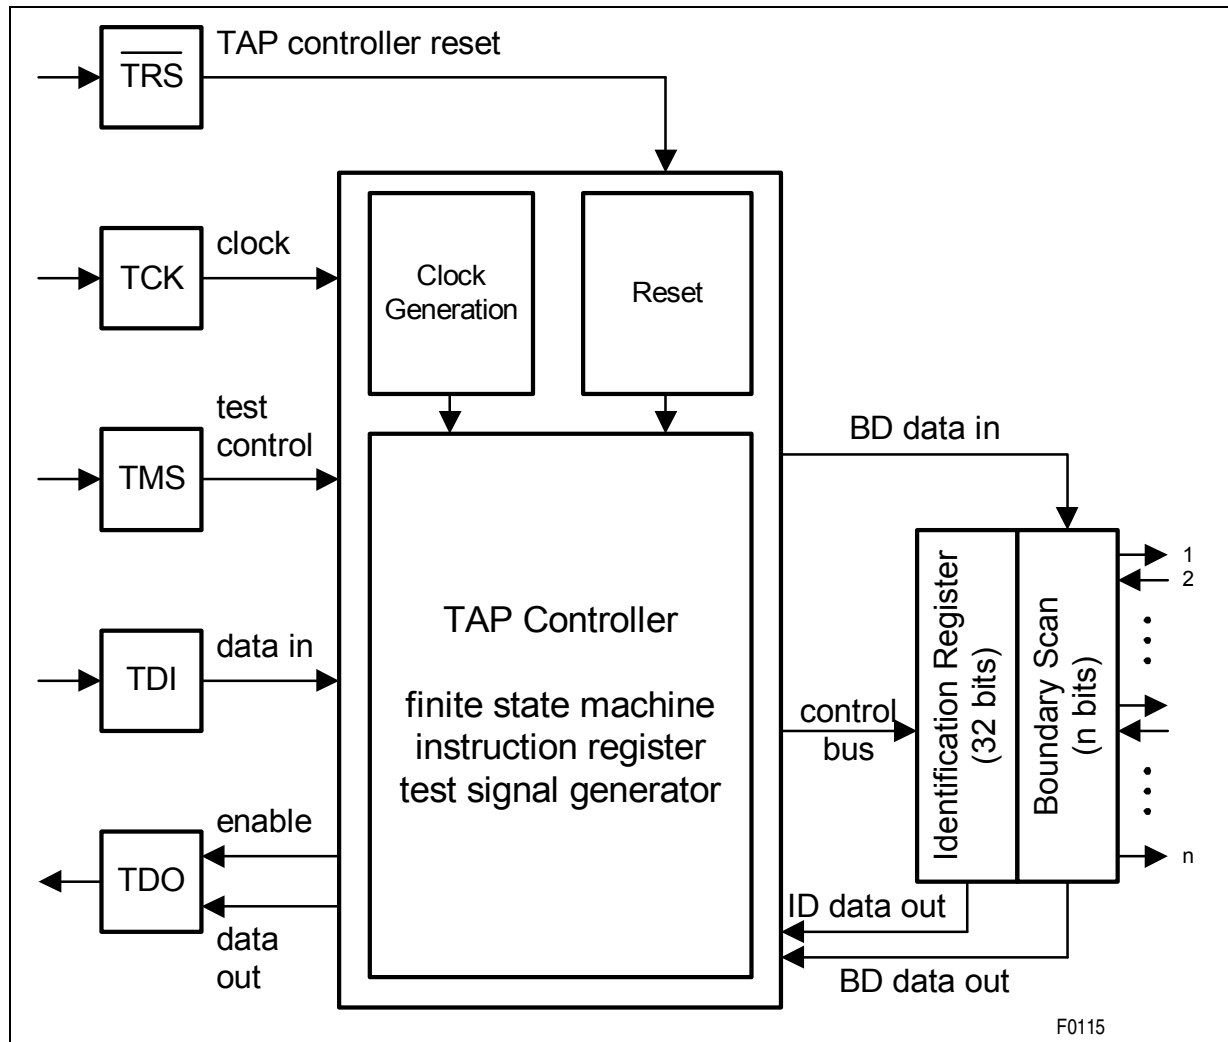 TRS
TAP controller reset
TCK
clock
Clock
Generation
Reset
TMS
test
control
BD data in
TDI
data in
TAP Controller
finite state machine
instruction register
test signal generator
control
bus
Identification Register
(32 bits)
Boundary Scan
(n bits)
1
2
n
TDO
enable
data
out
ID data out
BD data out
F0115